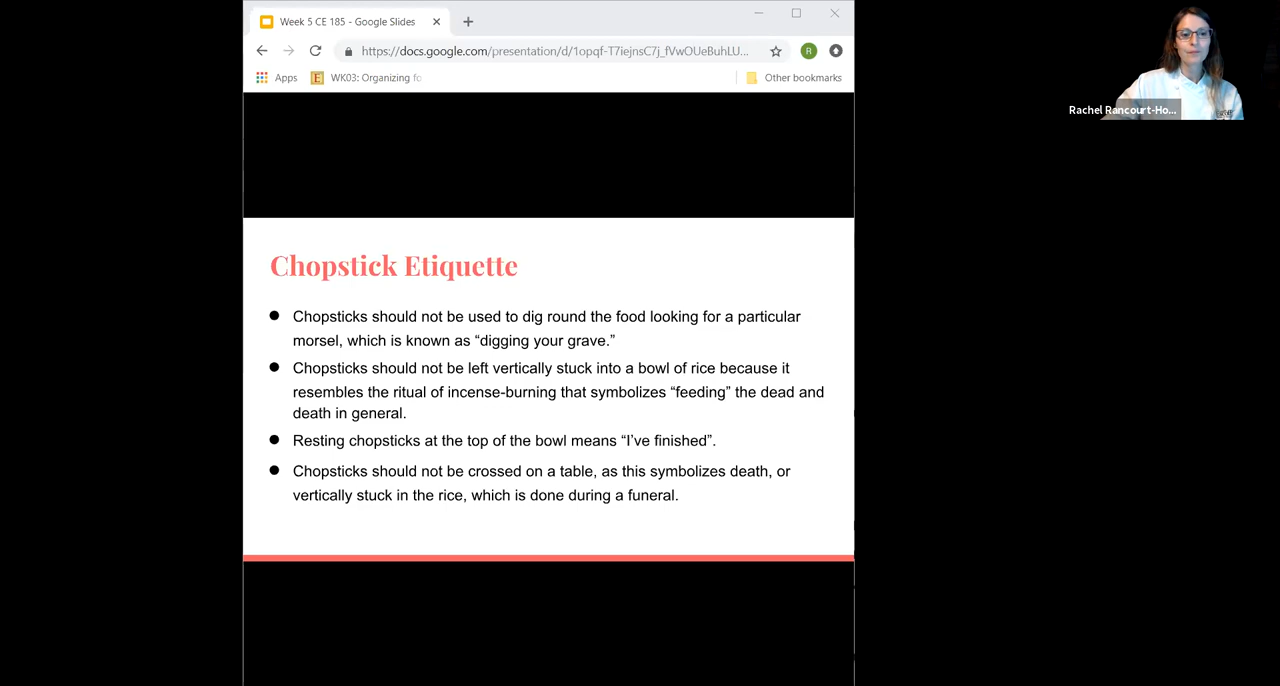 Week 5 CE 185 - Google Slides
https://docs.google.com/presentation/d/1opqf-T7iejnsC7j_fVwOUeBuhLU...
R
Apps
E
WK03: Organizing fo
Other bookmarks
Rachel Rancourt-Ho...
Chopstick Etiquette
Chopsticks should not be used to dig round the food looking for a particular
morsel, which is known as “digging your grave.”
Chopsticks should not be left vertically stuck into a bowl of rice because it
resembles the ritual of incense-burning that symbolizes “feeding” the dead and
death in general.
Resting chopsticks at the top of the bowl means “I’ve finished”.
Chopsticks should not be crossed on a table, as this symbolizes death, or
vertically stuck in the rice, which is done during a funeral.